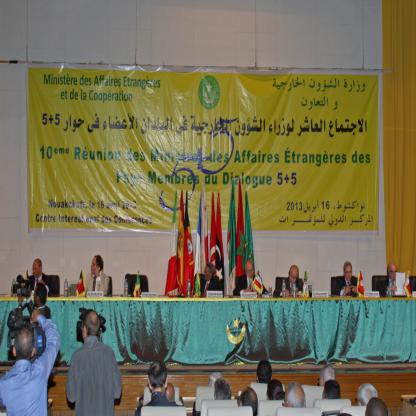 Ministère des Affaires Etrangères
et de la Coopération
وزارة الشؤون الخارجية
و التعاون
الاجتماع العاشر لوزراء الشؤون الخارجية في البلدان الأعضاء في حوار 5+5
10eme Réunion des Ministres des Affaires Étrangères des
Pays Membres du Dialogue 5+5
Nouakchott, le 16 avril 2013
Centre International des Conférences
نواكشوط، 16 أبريل 2013
المركز الدولي للمؤتمرات